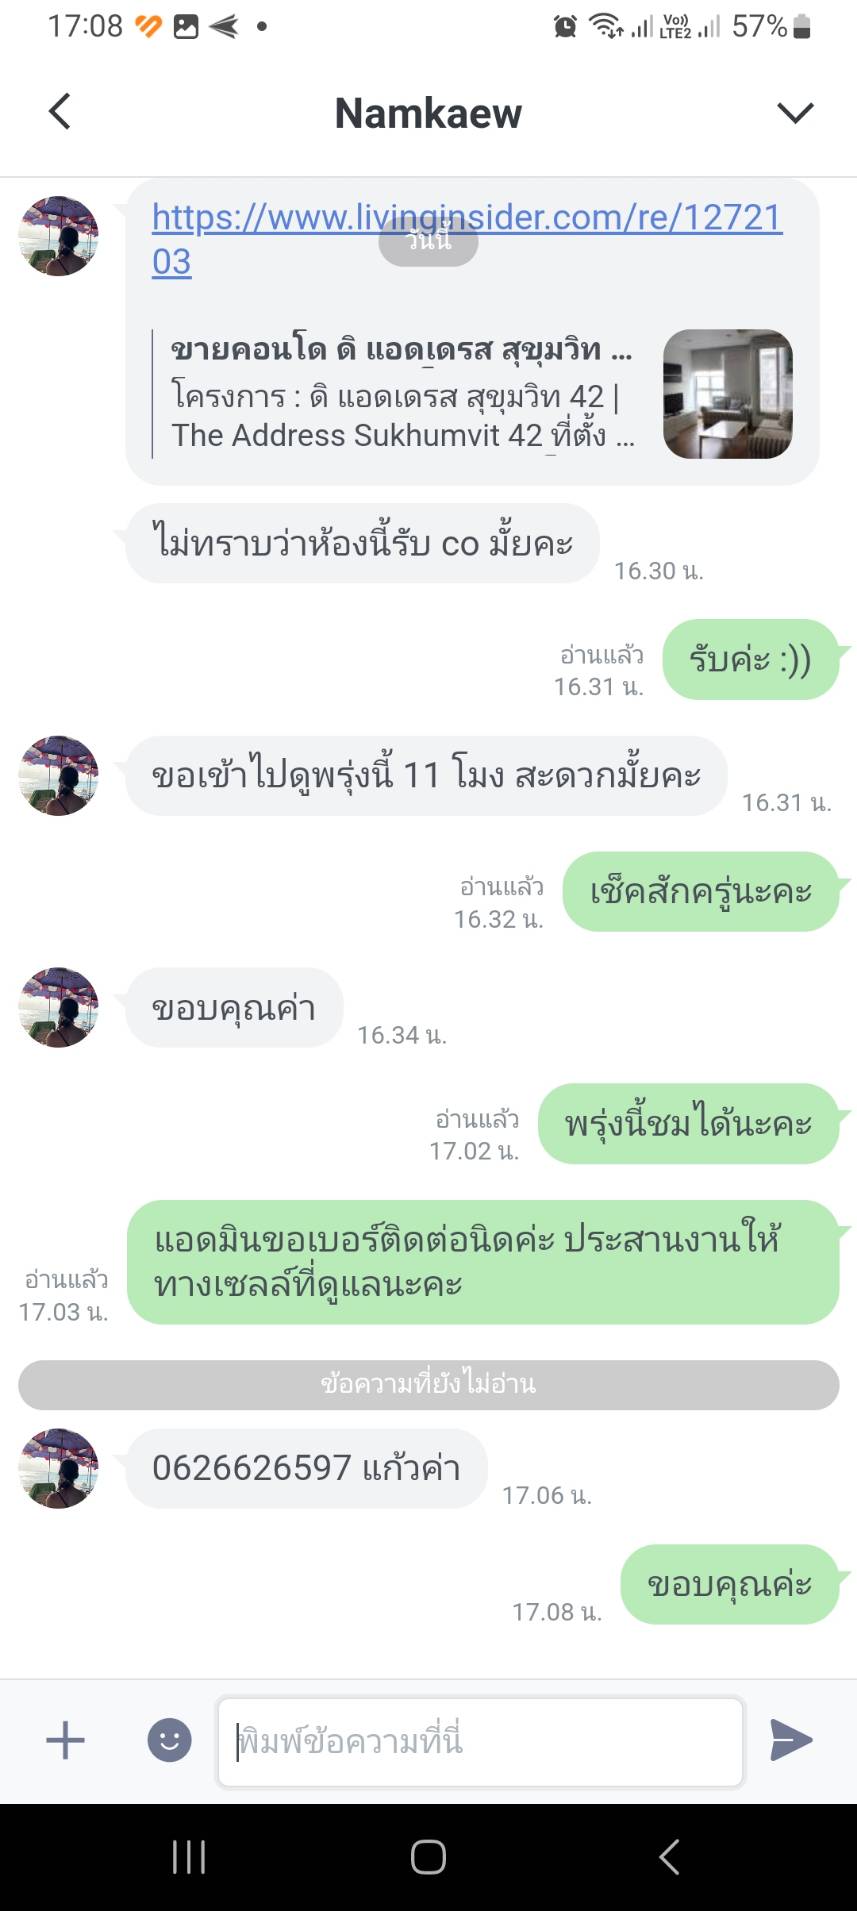 17:08
Vo))
LTE2
57%
Namkaew
https://www.livinginsider.com/re/12721
03
วันนี้
ขายคอนโด ดิ แอดเดรส สุขุมวิท ...
โครงการ : ดิ แอดเดรส สุขุมวิท 42 |
The Address Sukhumvit 42 ที่ตั้ง ...
ไม่ทราบว่าห้องนี้รับ co มั้ยคะ
16.30 น.
รับค่ะ :))
อ่านแล้ว
16.31 น.
ขอเข้าไปดูพรุ่งนี้ 11 โมง สะดวกมั้ยคะ
16.31 น.
เช็คสักครู่นะคะ
อ่านแล้ว
16.32 น.
ขอบคุณค่า
16.34 น.
พรุ่งนี้ชมได้นะคะ
อ่านแล้ว
17.02 น.
แอดมินขอเบอร์ติดต่อนิดค่ะ ประสานงานให้
ทางเซลล์ที่ดูแลนะคะ
อ่านแล้ว
17.03 น.
ข้อความที่ยังไม่อ่าน
0626626597 แก้วค่า
17.06 น.
ขอบคุณค่ะ
17.08 น.
พิมพ์ข้อความที่นี่